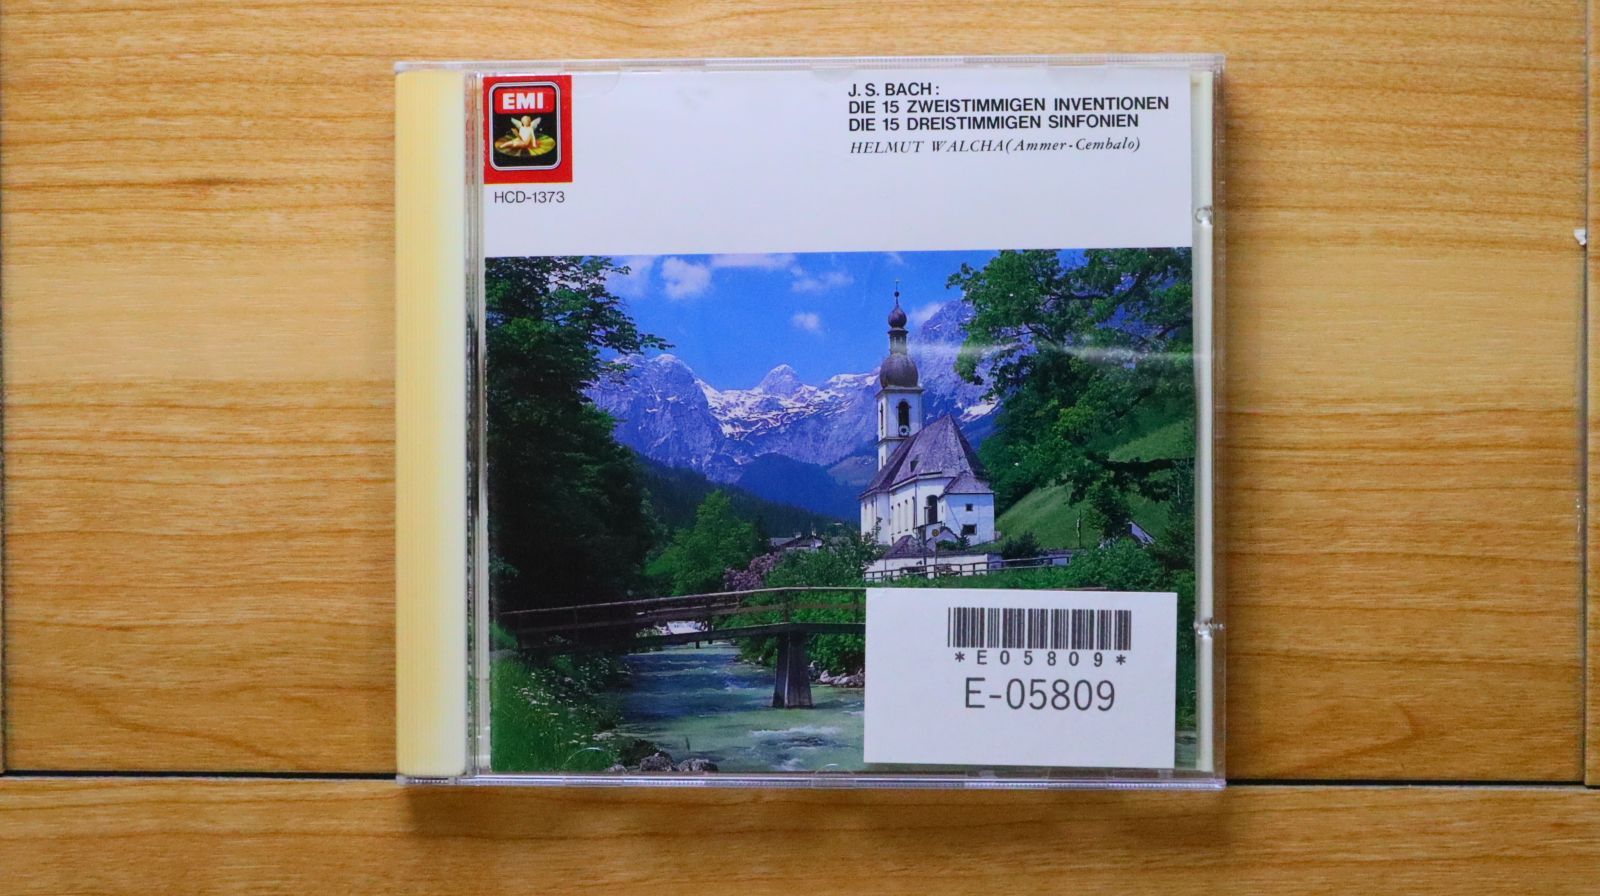 EMI
HCD-1373
J. S. BACH :
DIE 15 ZWEISTIMMIGEN INVENTIONEN
DIE 15 DREISTIMMIGEN SINFONIEN
HELMUT WALCHA (Ammer-Cembalo)
*E05809*
E-05809